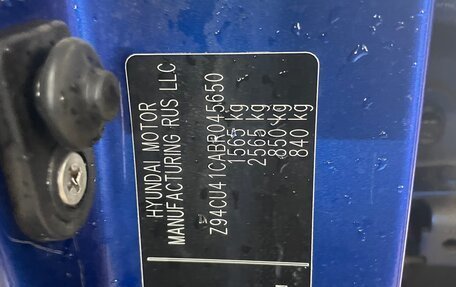 HYUNDAI MOTOR
MANUFACTURING RUS LLC
Z94CU41CABR045650
1565 kg
2565 kg
850 kg
840 kg